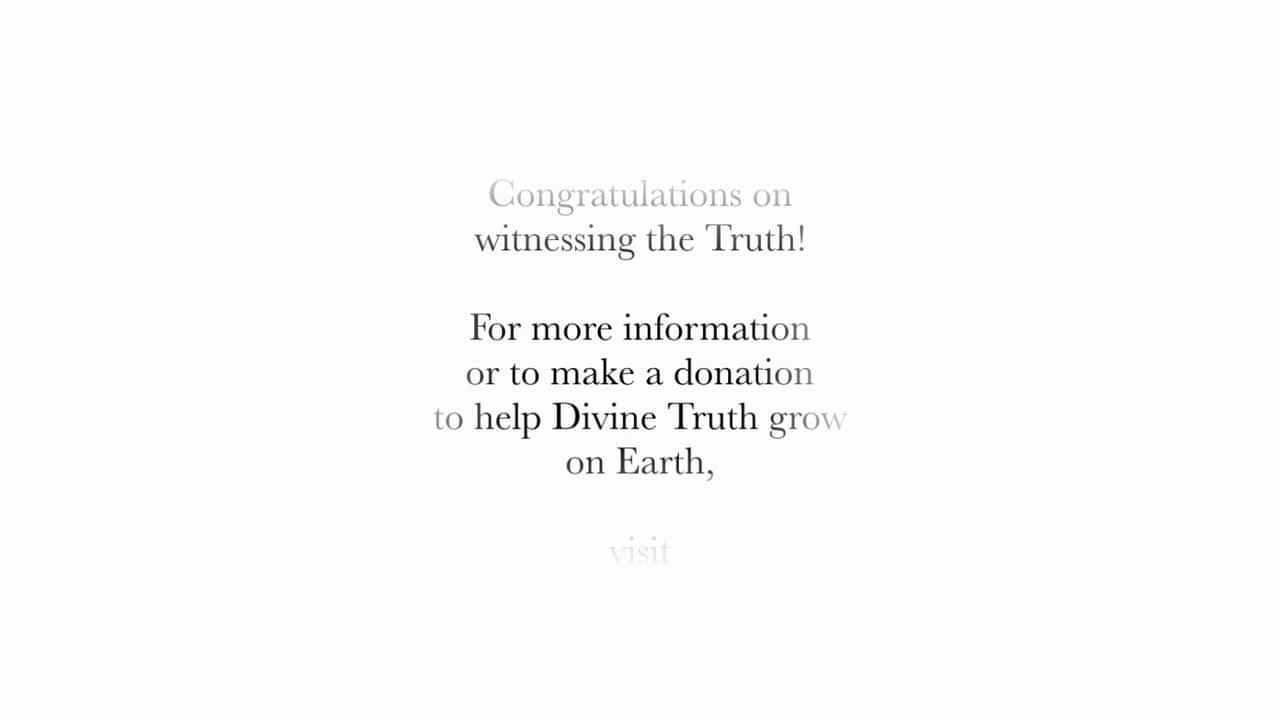 Congratulations on
witnessing the Truth!
For more information
or to make a donation
to help Divine Truth grow
on Earth,
visit